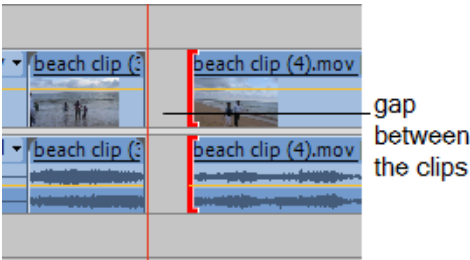 beach clip (3
beach clip (4).mov
gap
between
the clips
beach clip (3
beach clip (4).mov